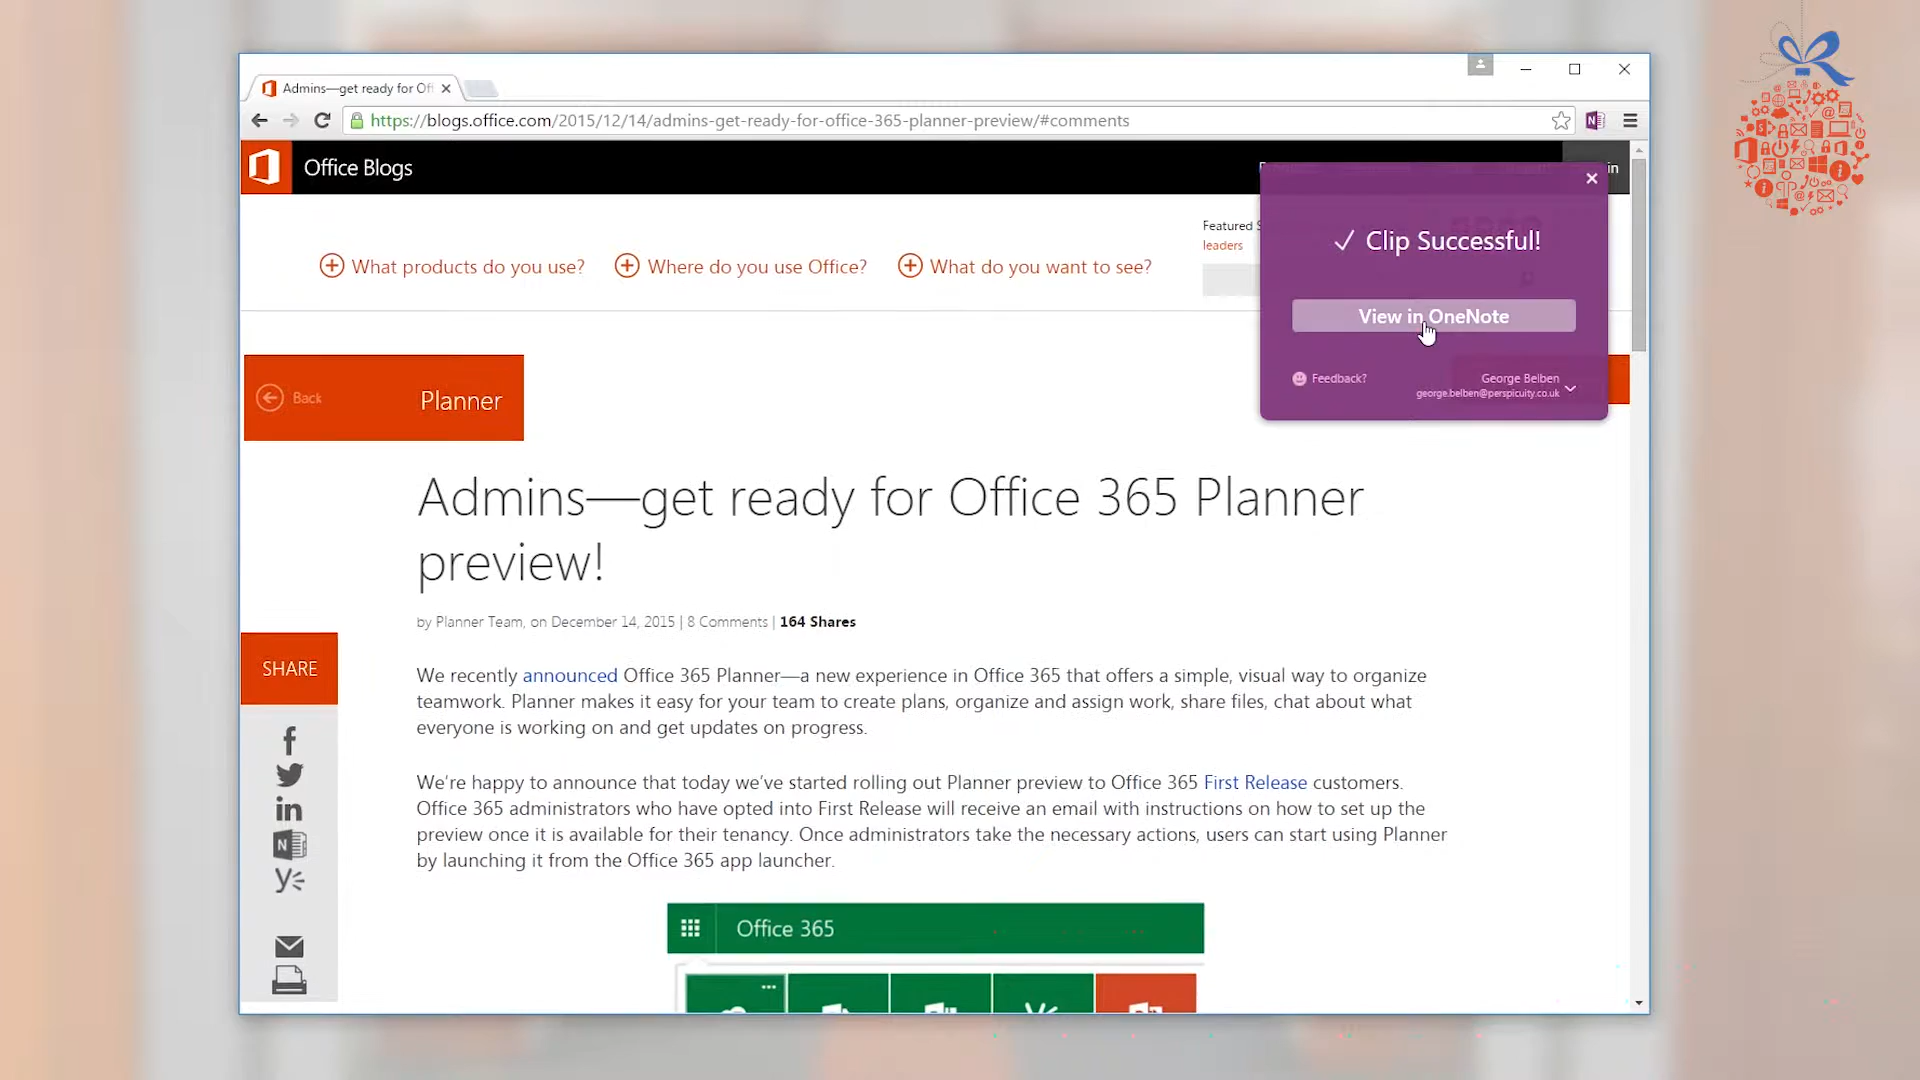 Admins—get ready for Of
https://blogs.office.com/2015/12/14/admins-get-ready-for-office-365-planner-preview/#comments
Office Blogs
in
What products do you use?
Where do you use Office?
What do you want to see?
Featured
leaders
Clip Successful!
View in OneNote
Feedback?
George Belben
george.belben@perspicuity.co.uk
Back
Planner
Admins—get ready for Office 365 Planner
preview!
by Planner Team, on December 14, 2015 | 8 Comments | 164 Shares
SHARE
We recently announced Office 365 Planner—a new experience in Office 365 that offers a simple, visual way to organize
teamwork. Planner makes it easy for your team to create plans, organize and assign work, share files, chat about what
everyone is working on and get updates on progress.
We're happy to announce that today we've started rolling out Planner preview to Office 365 First Release customers.
Office 365 administrators who have opted into First Release will receive an email with instructions on how to set up the
preview once it is available for their tenancy. Once administrators take the necessary actions, users can start using Planner
by launching it from the Office 365 app launcher.
Office 365